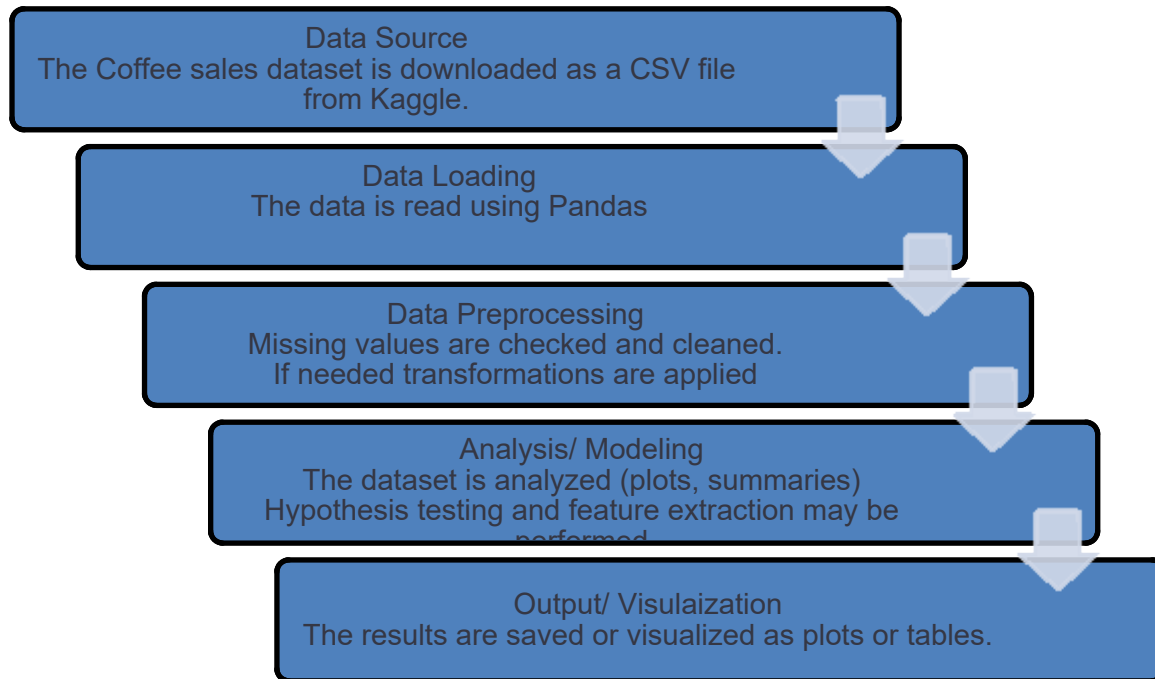 Data Source
The Coffee sales dataset is downloaded as a CSV file
from Kaggle.
Data Loading
The data is read using Pandas
Data Preprocessing
Missing values are checked and cleaned.
If needed transformations are applied
Analysis/ Modeling
The dataset is analyzed (plots, summaries)
Hypothesis testing and feature extraction may be
performed
Output/ Visulaization
The results are saved or visualized as plots or tables.